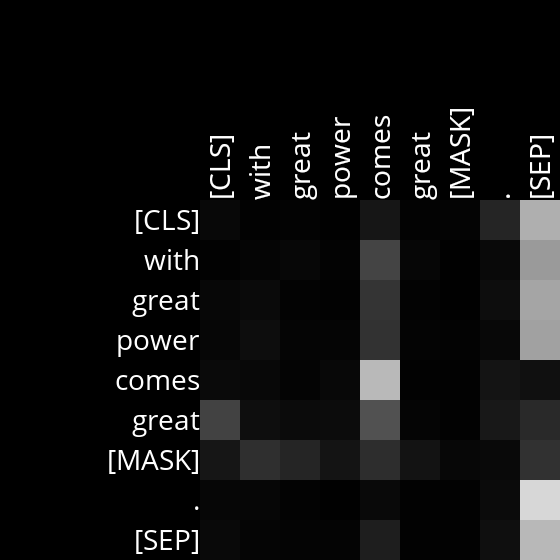 [CLS] with great power comes great [MASK] . [SEP]
[CLS]
with
great
power
comes
great
[MASK]
.
[SEP]